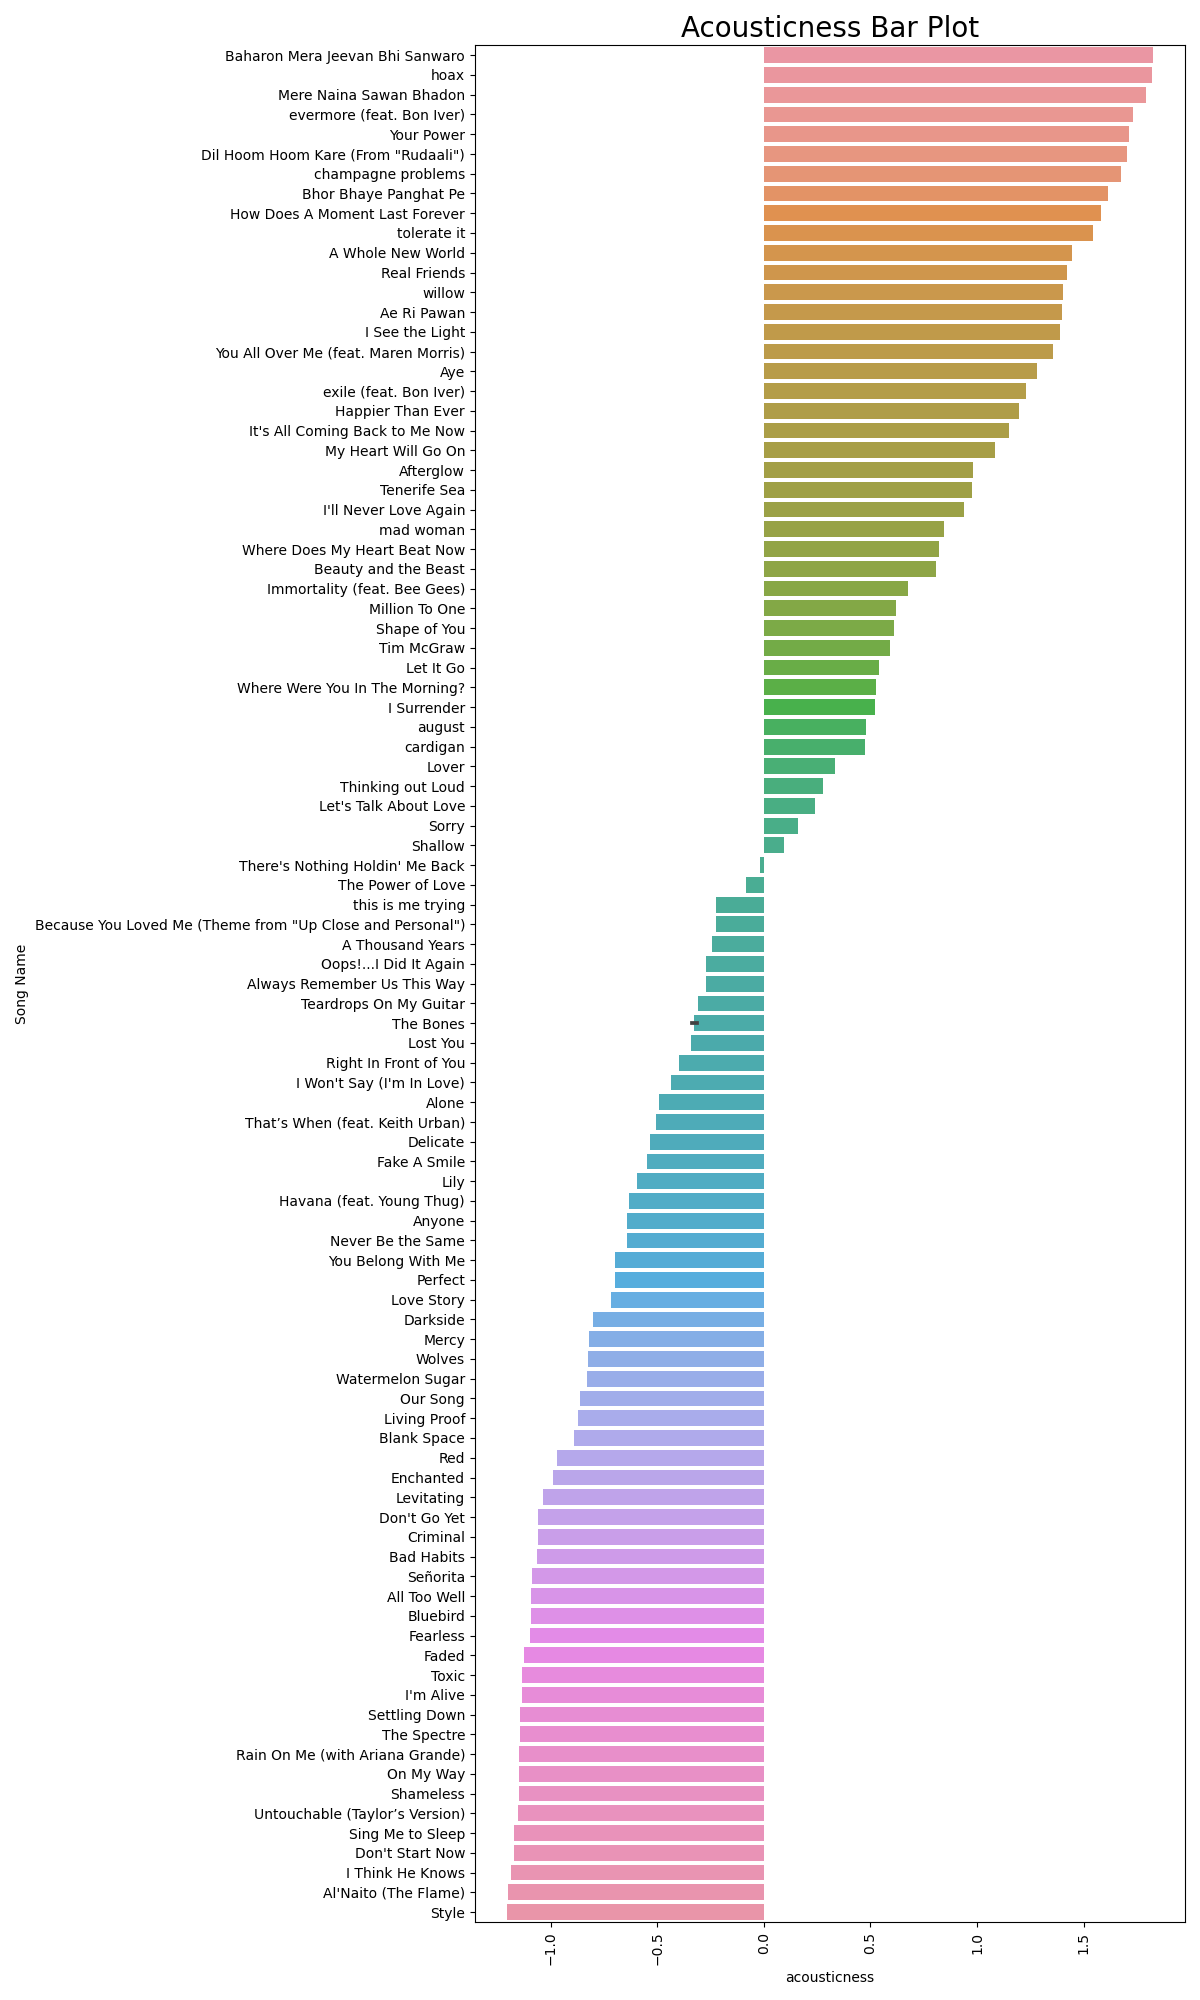 Acousticness Bar Plot
Baharon Mera Jeevan Bhi Sanwaro
hoax
Mere Naina Sawan Bhadon
evermore (feat. Bon Iver)
Your Power
Dil Hoom Hoom Kare (From "Rudaali")
champagne problems
Bhor Bhaye Panghat Pe
How Does A Moment Last Forever
tolerate it
A Whole New World
Real Friends
willow
Ae Ri Pawan
I See the Light
You All Over Me (feat. Maren Morris)
Aye
exile (feat. Bon Iver)
Happier Than Ever
It's All Coming Back to Me Now
My Heart Will Go On
Afterglow
Tenerife Sea
I'll Never Love Again
mad woman
Where Does My Heart Beat Now
Beauty and the Beast
Immortality (feat. Bee Gees)
Million To One
Shape of You
Tim McGraw
Let It Go
Where Were You In The Morning?
I Surrender
august
cardigan
Lover
Thinking out Loud
Let's Talk About Love
Sorry
Shallow
There's Nothing Holdin' Me Back
The Power of Love
this is me trying
Because You Loved Me (Theme from "Up Close and Personal")
A Thousand Years
Oops!...I Did It Again
Always Remember Us This Way
Teardrops On My Guitar
The Bones
Lost You
Right In Front of You
I Won't Say (I'm In Love)
Alone
That’s When (feat. Keith Urban)
Delicate
Fake A Smile
Lily
Havana (feat. Young Thug)
Anyone
Never Be the Same
You Belong With Me
Perfect
Love Story
Darkside
Mercy
Wolves
Watermelon Sugar
Our Song
Living Proof
Blank Space
Red
Enchanted
Levitating
Don't Go Yet
Criminal
Bad Habits
Señorita
All Too Well
Bluebird
Fearless
Faded
Toxic
I'm Alive
Settling Down
The Spectre
Rain On Me (with Ariana Grande)
On My Way
Shameless
Untouchable (Taylor’s Version)
Sing Me to Sleep
Don't Start Now
I Think He Knows
Al'Naito (The Flame)
Style
Song Name
−1.0
−0.5
0.0
0.5
1.0
1.5
acousticness